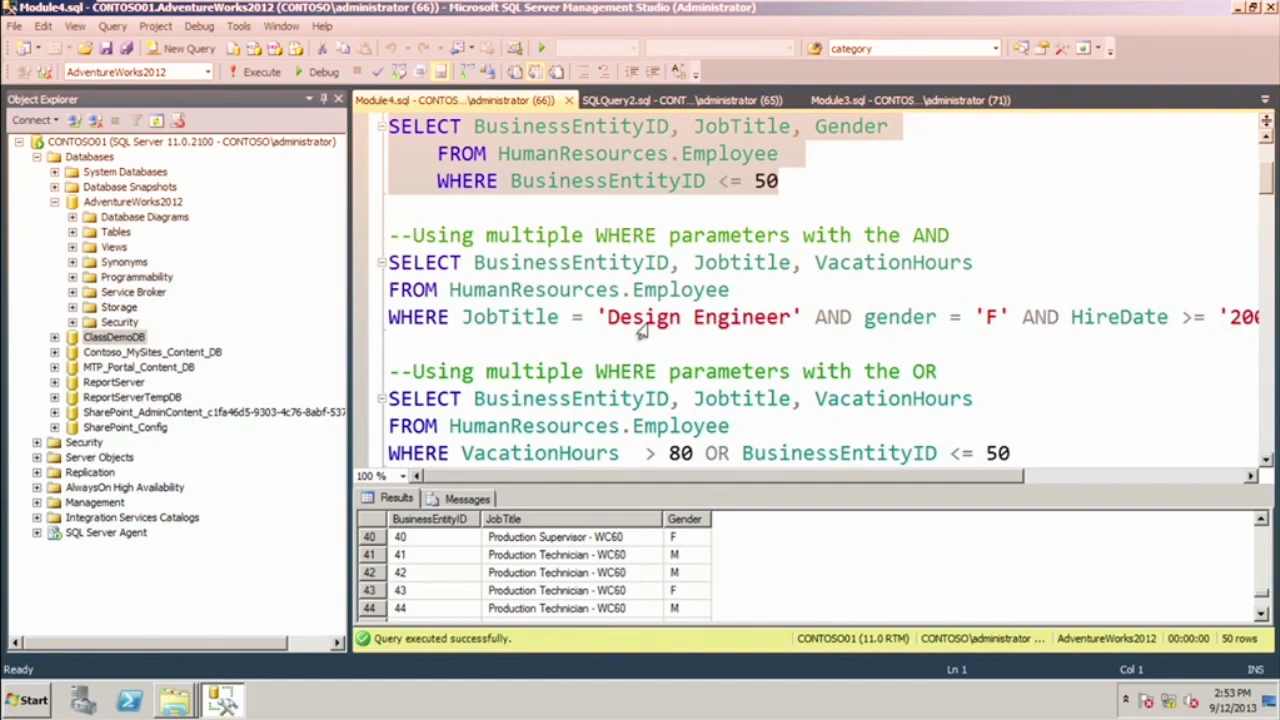 Module4.sql - CONTOSO01.AdventureWorks2012 (CONTOSO\administrator (66)) - Microsoft SQL Server Management Studio (Administrator)
File Edit View Query Project Debug Tools Window Help
New Query
category
AdventureWorks2012
Execute
Debug
Object Explorer
Connect
CONTOSO01 (SQL Server 11.0.2100 - CONTOSO\administrator)
Databases
System Databases
Database Snapshots
AdventureWorks2012
Database Diagrams
Tables
Views
Synonyms
Programmability
Service Broker
Storage
Security
ClassDemoDB
Contoso_MySites_Content_DB
MTP_Portal_Content_DB
ReportServer
ReportServerTempDB
SharePoint_AdminContent_c1fa46d5-9303-4c76-8abf-537
SharePoint_Config
Security
Server Objects
Replication
AlwaysOn High Availability
Management
Integration Services Catalogs
SQL Server Agent
Module4.sql - CONTOS...\administrator (66))
SQLQuery2.sql - CONT...\administrator (65))
Module3.sql - CONTOS...\administrator (71))
SELECT BusinessEntityID, JobTitle, Gender
FROM HumanResources.Employee
WHERE BusinessEntityID <= 50
--Using multiple WHERE parameters with the AND
SELECT BusinessEntityID, Jobtitle, VacationHours
FROM HumanResources.Employee
WHERE JobTitle = 'Design Engineer' AND gender = 'F' AND HireDate >= '200
--Using multiple WHERE parameters with the OR
SELECT BusinessEntityID, Jobtitle, VacationHours
FROM HumanResources.Employee
WHERE VacationHours > 80 OR BusinessEntityID <= 50
100 %
Results Messages
BusinessEntityID JobTitle Gender
40 40 Production Supervisor - WC60 F
41 41 Production Technician - WC60 M
42 42 Production Technician - WC60 M
43 43 Production Technician - WC60 F
44 44 Production Technician - WC60 M
Query executed successfully.
CONTOSO01 (11.0 RTM) CONTOSO\administrator ... AdventureWorks2012 00:00:00 50 rows
Ready Ln 1 Col 1 INS
Start
2:53 PM
9/12/2013